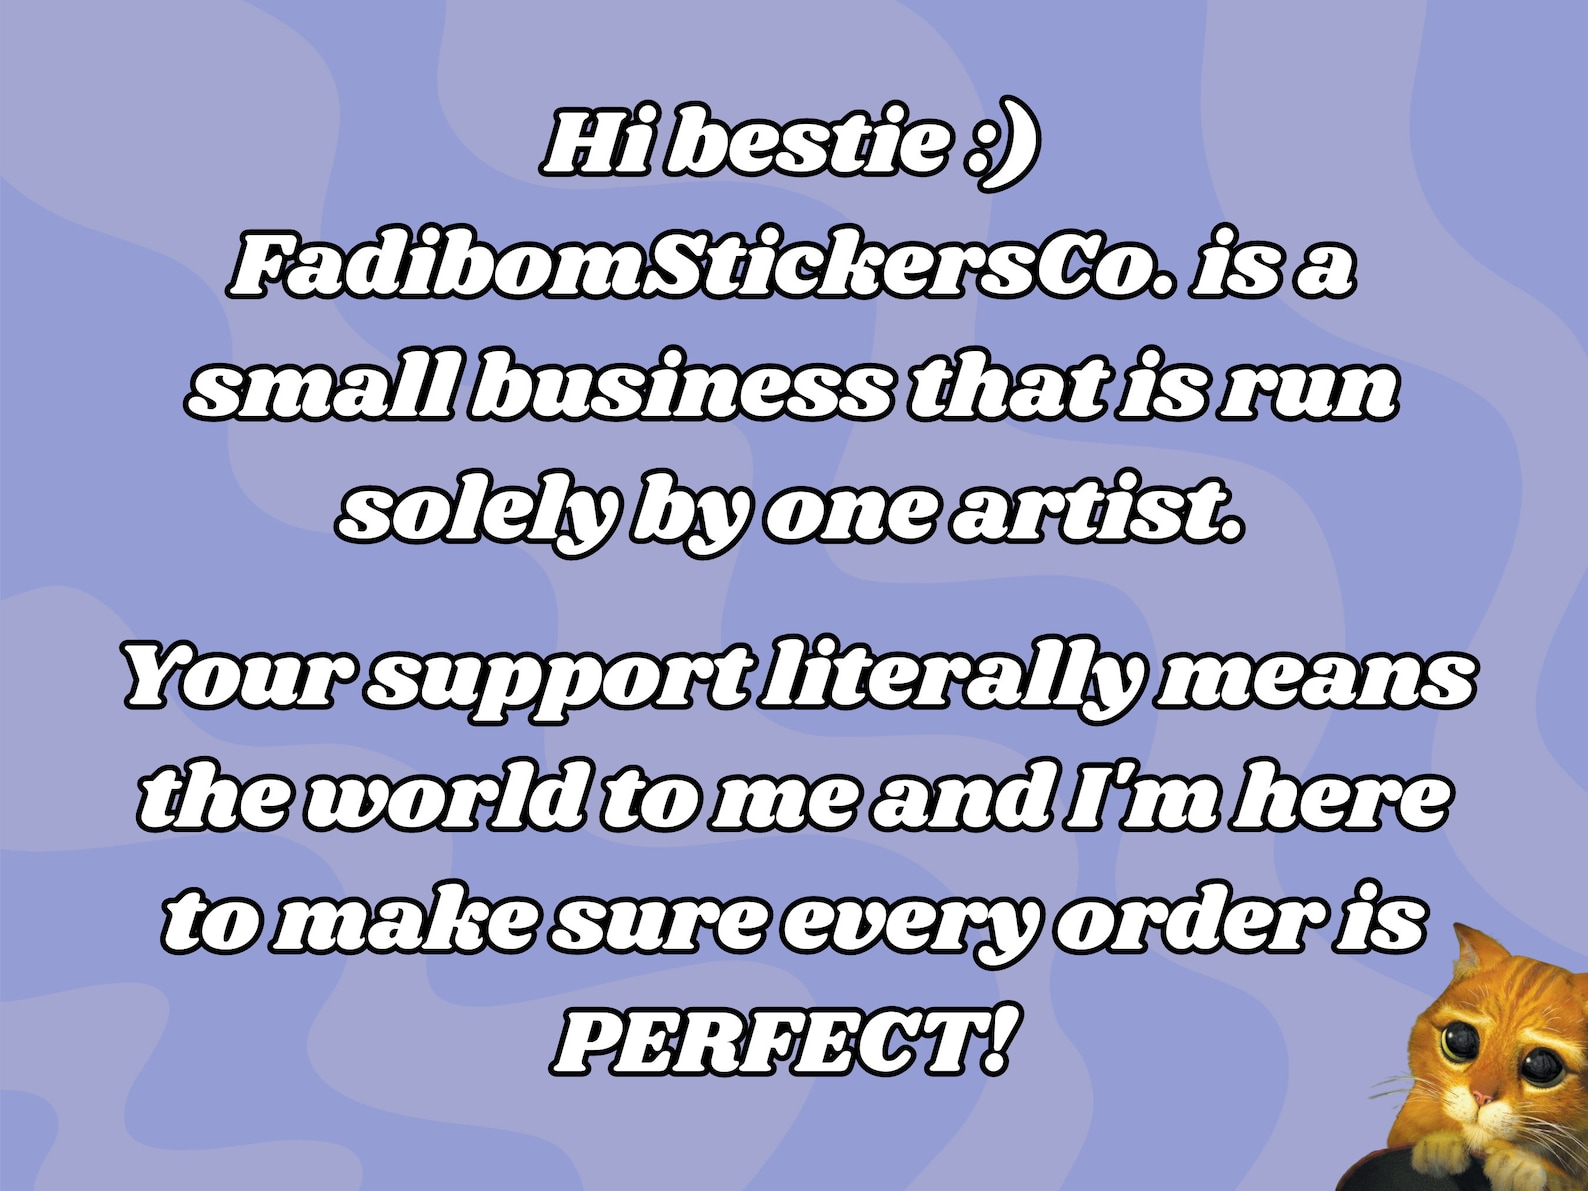 Hi bestie :)
FadibomStickersCo. is a
small business that is run
solely by one artist.
Your support literally means
the world to me and I'm here
to make sure every order is
PERFECT!